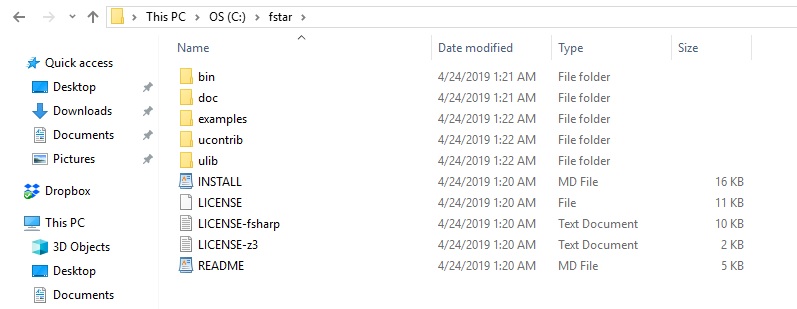 This PC OS (C:) fstar
Name Date modified Type Size
Quick access
Desktop
Downloads
Documents
Pictures
Dropbox
This PC
3D Objects
Desktop
Documents
bin 4/24/2019 1:21 AM File folder
doc 4/24/2019 1:21 AM File folder
examples 4/24/2019 1:22 AM File folder
ucontrib 4/24/2019 1:22 AM File folder
ulib 4/24/2019 1:22 AM File folder
INSTALL 4/24/2019 1:20 AM MD File 16 KB
LICENSE 4/24/2019 1:20 AM File 11 KB
LICENSE-fsharp 4/24/2019 1:20 AM Text Document 10 KB
LICENSE-z3 4/24/2019 1:20 AM Text Document 2 KB
README 4/24/2019 1:20 AM MD File 5 KB